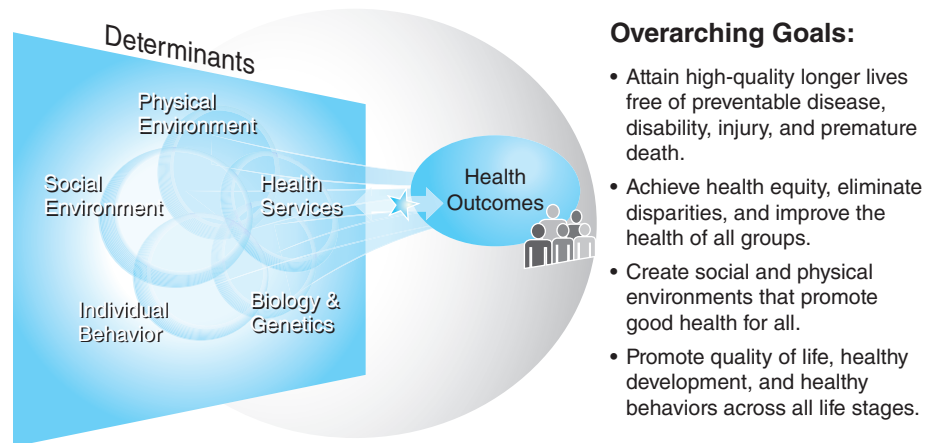 Determinants
Physical
Environment
Social
Environment
Health
Services
Individual
Behavior
Biology &
Genetics
Health
Outcomes
Overarching Goals:
• Attain high-quality longer lives
free of preventable disease,
disability, injury, and premature
death.
• Achieve health equity, eliminate
disparities, and improve the
health of all groups.
• Create social and physical
environments that promote
good health for all.
• Promote quality of life, healthy
development, and healthy
behaviors across all life stages.